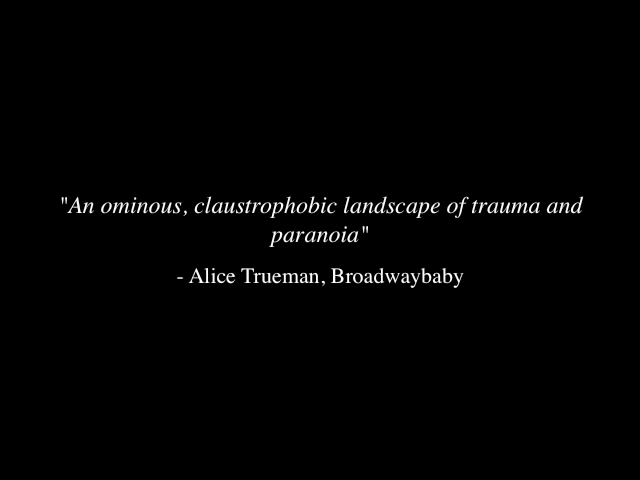 "An ominous, claustrophobic landscape of trauma and
paranoia"
- Alice Trueman, Broadwaybaby